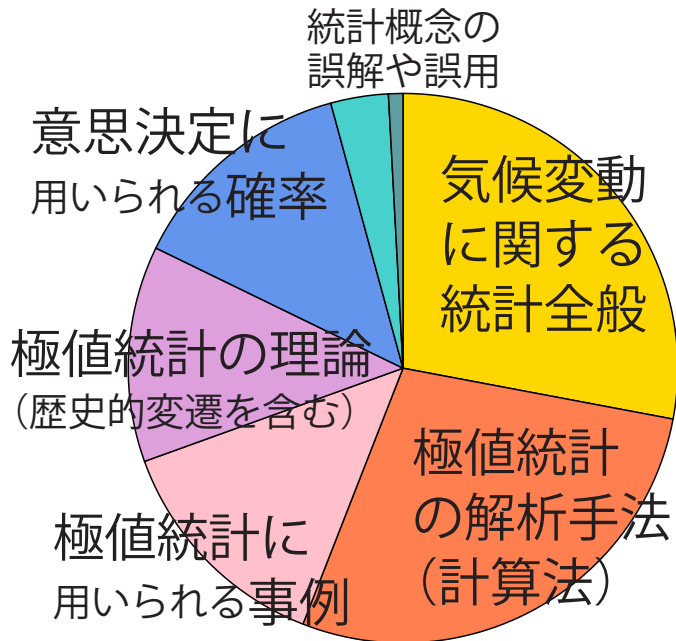 統計概念の
誤解や誤用
気候変動
に関する
統計全般
極値統計
の解析手法
（計算法）
極値統計に
用いられる事例
極値統計の理論
（歴史的変遷を含む）
意思決定に
用いられる確率